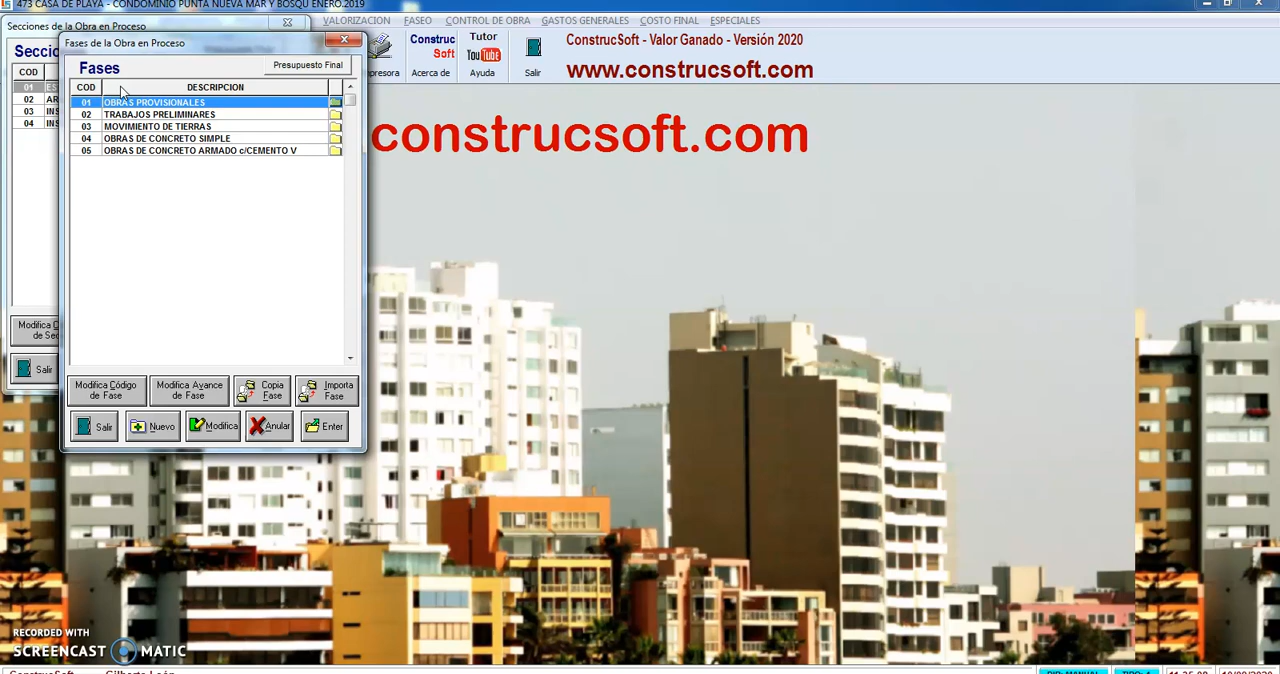 473 CASA DE PLAYA - CONDOMINIO PUNTA NUEVA MAR Y BOSQU ENERO.2019
VALORIZACION FASEO CONTROL DE OBRA GASTOS GENERALES COSTO FINAL ESPECIALES
Secciones de la Obra en Proceso
Fases de la Obra en Proceso
Construc
Soft
Acerca de
Tutor
You Tube
Ayuda
Salir
ConstrucSoft - Valor Ganado - Versión 2020
www.construcsoft.com
construcsoft.com
Fases
Presupuesto Final
COD DESCRIPCION
01 OBRAS PROVISIONALES
02 TRABAJOS PRELIMINARES
03 MOVIMIENTO DE TIERRAS
04 OBRAS DE CONCRETO SIMPLE
05 OBRAS DE CONCRETO ARMADO c/CEMENTO V
COD
01
02
03
04
Modifica Código
de Fase
Modifica Avance
de Fase
Copia
Fase
Importa
Fase
Salir
Nuevo
Modifica
Anular
Enter
Salir
RECORDED WITH
SCREENCAST MATIC